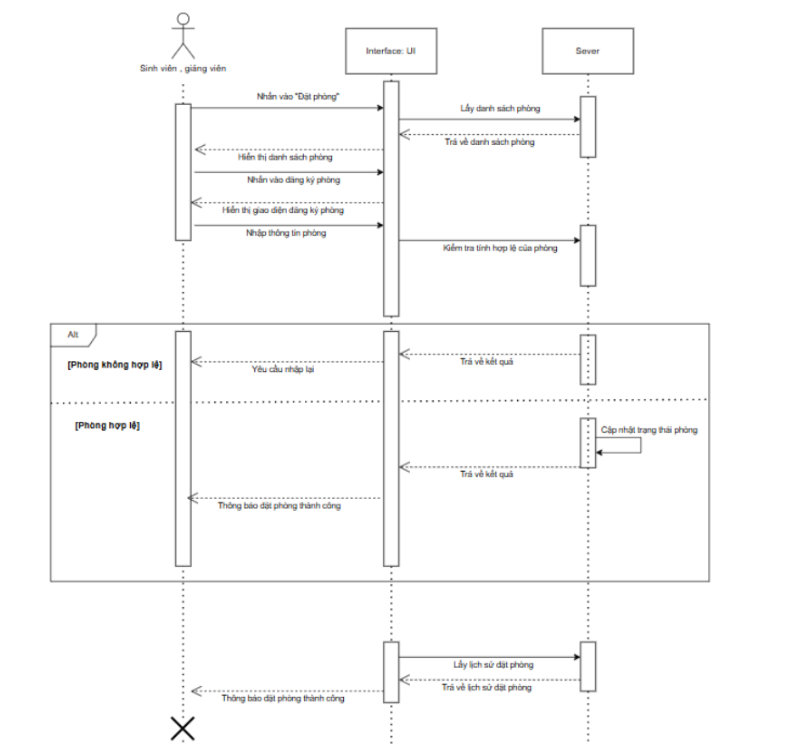 Interface: UI
Sever
Sinh viên , giảng viên
Nhấn vào "Đặt phòng"
Lấy danh sách phòng
Trả về danh sách phòng
Hiển thị danh sách phòng
Nhấn vào đăng ký phòng
Hiển thị giao diện đăng ký phòng
Nhập thông tin phòng
Kiểm tra tính hợp lệ của phòng
Alt
[Phòng không hợp lệ]
Trả về kết quả
Yêu cầu nhập lại
[Phòng hợp lệ]
Cập nhật trạng thái phòng
Trả về kết quả
Thông báo đặt phòng thành công
Lấy lịch sử đặt phòng
Trả về lịch sử đặt phòng
Thông báo đặt phòng thành công